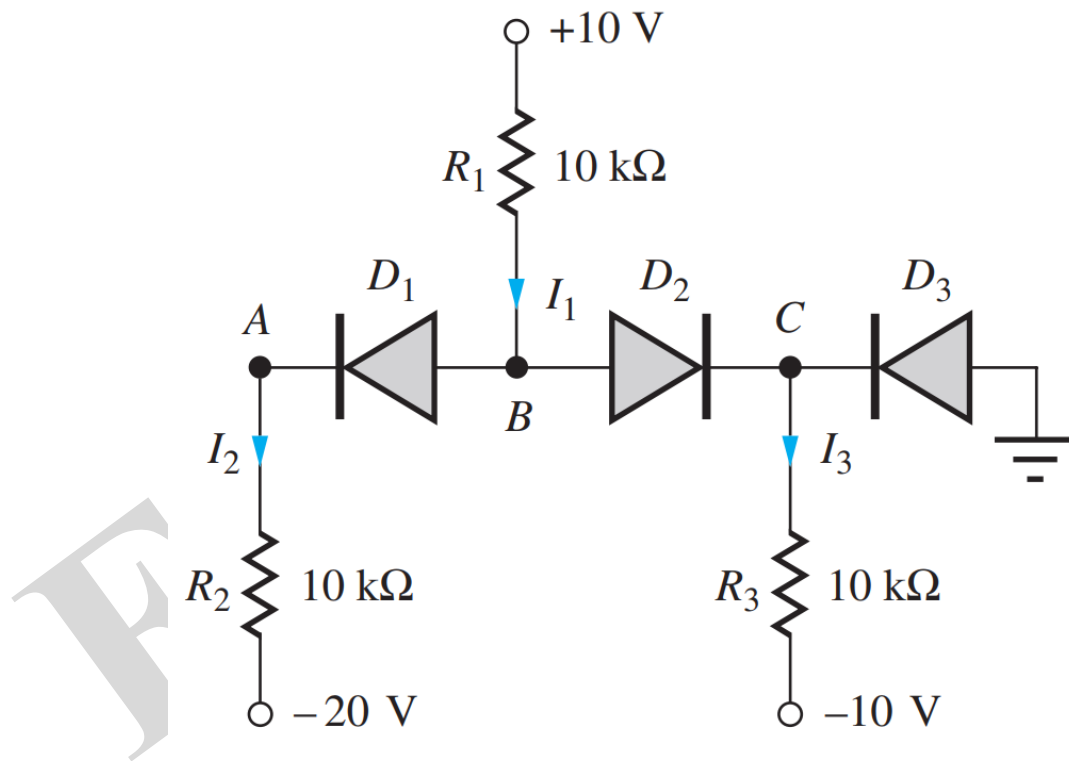 +10 V
R1 10 kΩ
D1 I1 D2 D3
A C
B
I2 I3
R2 10 kΩ R3 10 kΩ
–20 V –10 V